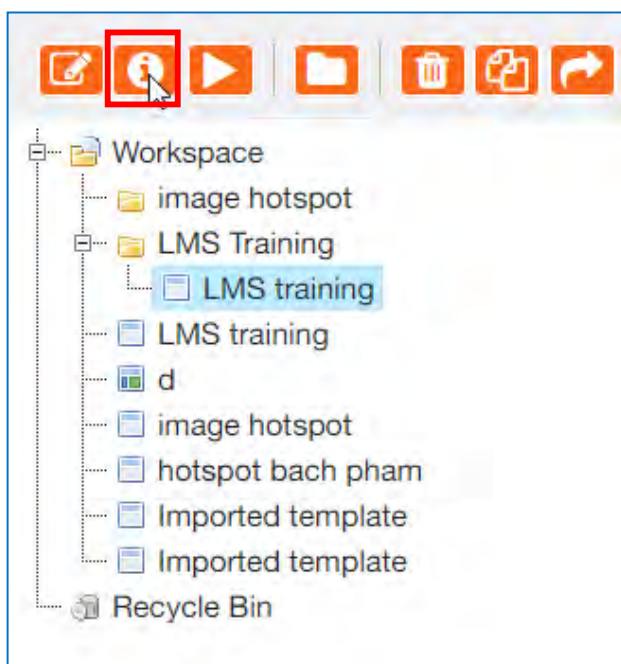 Workspace
image hotspot
LMS Training
LMS training
LMS training
d
image hotspot
hotspot bach pham
Imported template
Imported template
Recycle Bin